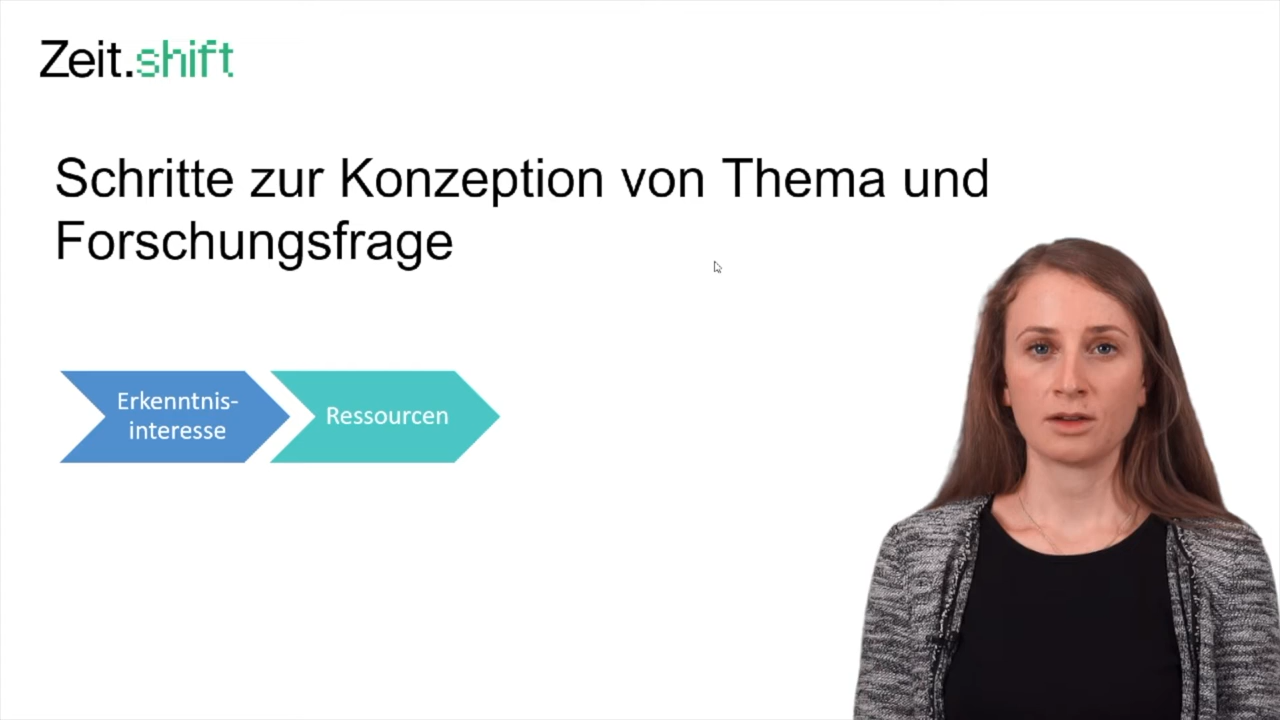 Zeit.shift
Schritte zur Konzeption von Thema und
Forschungsfrage
Erkenntnis-
interesse
Ressourcen